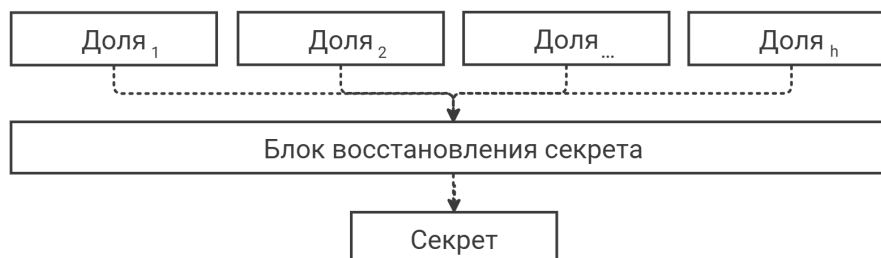 Доля 1 Доля 2 Доля ... Доля h
Блок восстановления секрета
Секрет